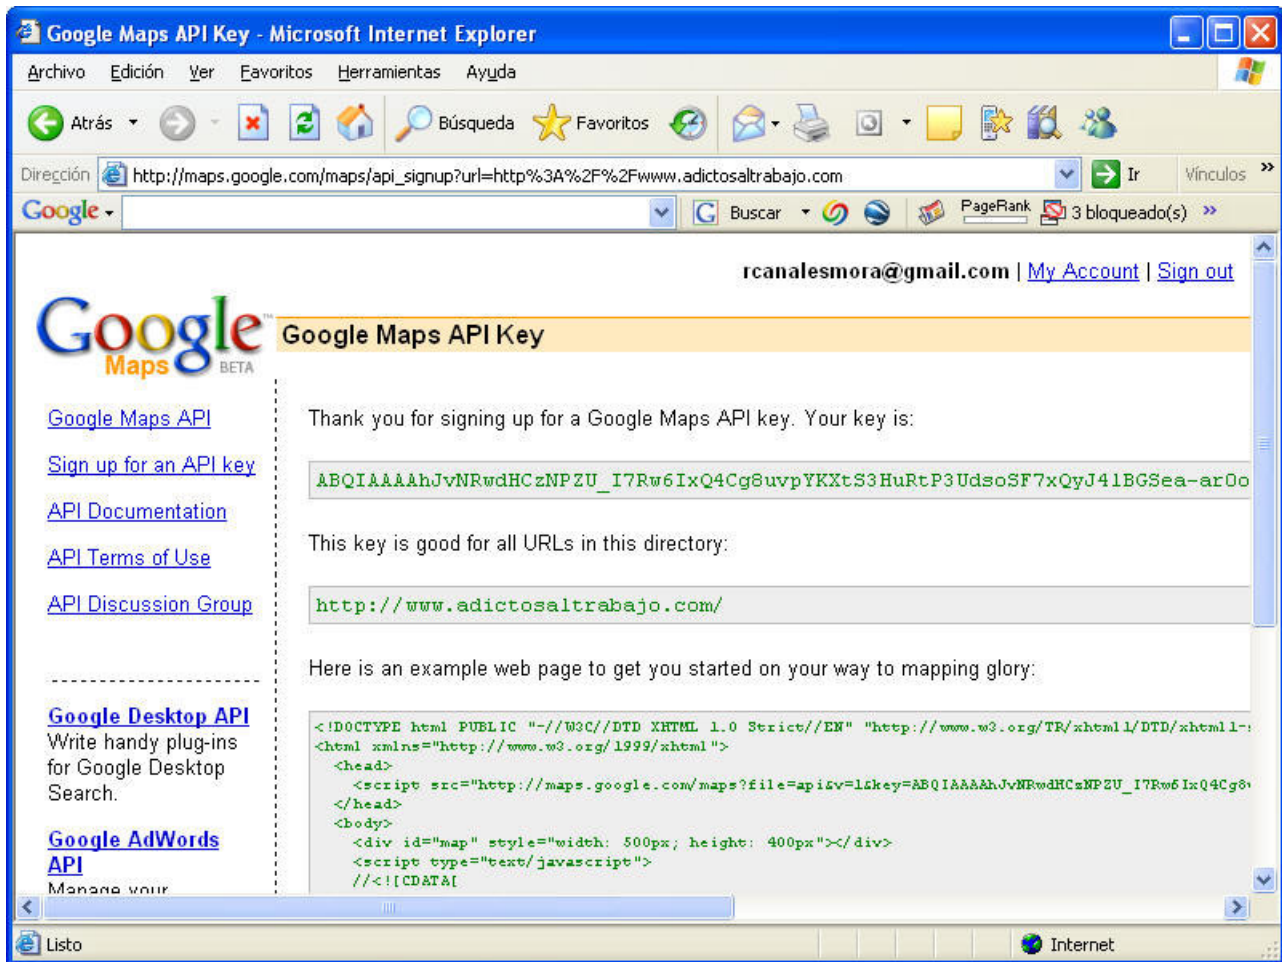 Google Maps API Key - Microsoft Internet Explorer
Archivo Edición Ver Favoritos Herramientas Ayuda
Atrás Búsqueda Favoritos
Dirección http://maps.google.com/maps/api_signup?url=http%3A%2F%2Fwww.adictosaltrabajo.com Ir Vínculos »
Google Buscar PageRank 3 bloqueado(s) »
rcanalesmora@gmail.com | My Account | Sign out
Google™ Maps BETA
Google Maps API Key
Google Maps API
Sign up for an API key
API Documentation
API Terms of Use
API Discussion Group
Google Desktop API
Write handy plug-ins
for Google Desktop
Search.
Google AdWords
API
Manage your
Thank you for signing up for a Google Maps API key. Your key is:
ABQIAAAAhJvNRwdHCzNPZU_I7Rw6IxQ4Cg8uvpYKXtS3HuRtP3UdsoSF7xQyJ41BGSea-arOo
This key is good for all URLs in this directory:
http://www.adictosaltrabajo.com/
Here is an example web page to get you started on your way to mapping glory:
<!DOCTYPE html PUBLIC "-//W3C//DTD XHTML 1.0 Strict//EN" "http://www.w3.org/TR/xhtml1/DTD/xhtml1-s
<html xmlns="http://www.w3.org/1999/xhtml">
<head>
<script src="http://maps.google.com/maps?file=api&v=1&key=ABQIAAAAhJvNRwdHCzNPZU_I7Rw6IxQ4Cg8v
</head>
<body>
<div id="map" style="width: 500px; height: 400px"></div>
<script type="text/javascript">
//<![CDATA[
Listo Internet